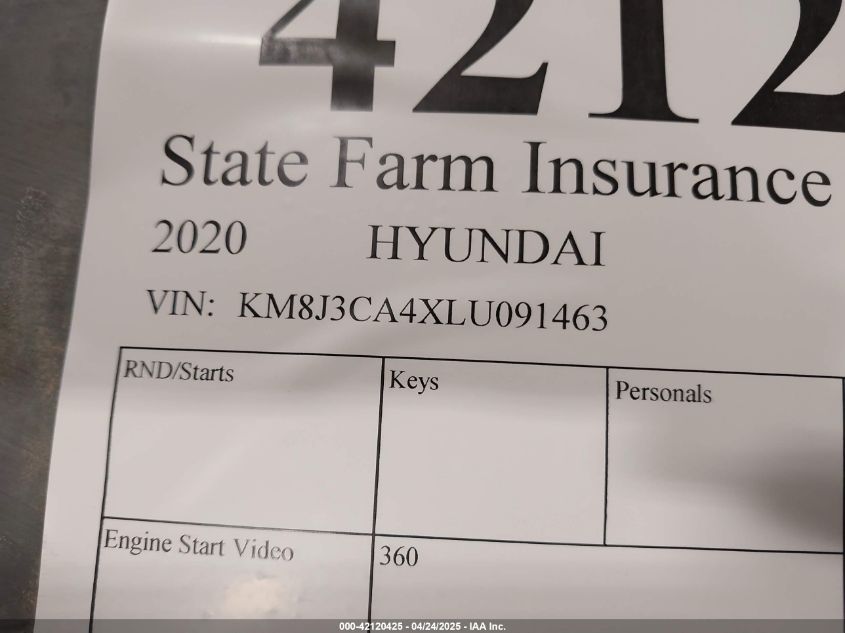 4212
State Farm Insurance
2020 HYUNDAI
VIN: KM8J3CA4XLU091463
RND/Starts Keys Personals
Engine Start Video 360
000-42120425 - 04/24/2025 - IAA Inc.